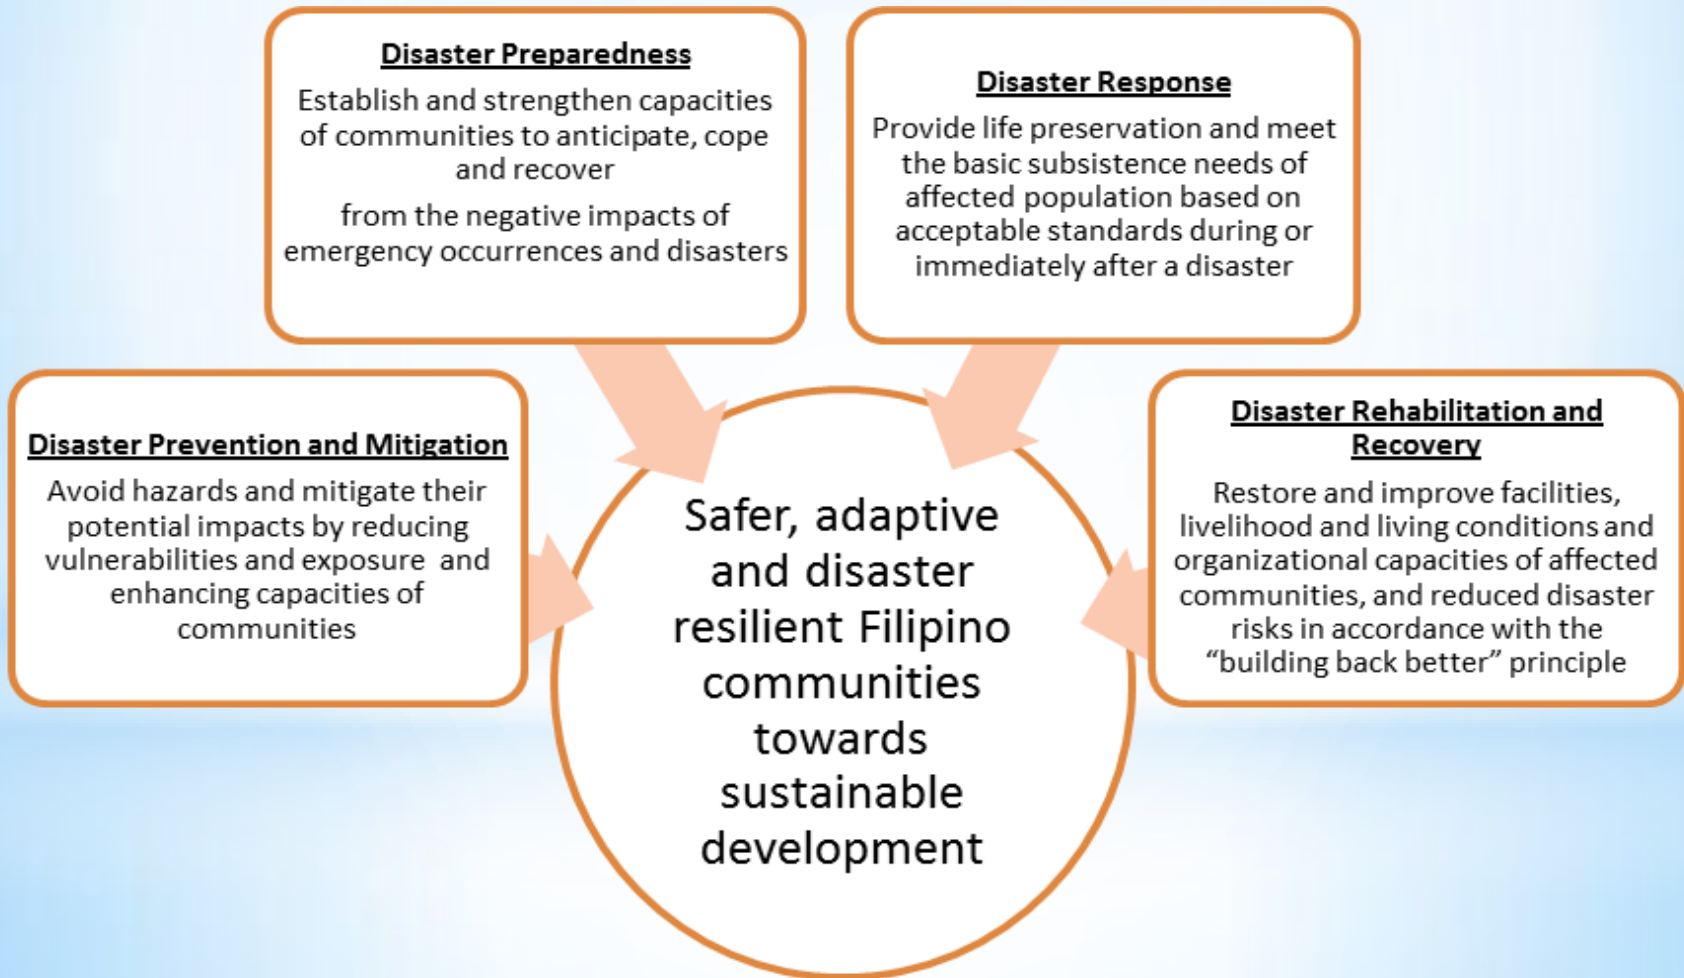 Disaster Preparedness
Establish and strengthen capacities
of communities to anticipate, cope
and recover
from the negative impacts of
emergency occurrences and disasters
Disaster Response
Provide life preservation and meet
the basic subsistence needs of
affected population based on
acceptable standards during or
immediately after a disaster
Disaster Prevention and Mitigation
Avoid hazards and mitigate their
potential impacts by reducing
vulnerabilities and exposure and
enhancing capacities of
communities
Disaster Rehabilitation and
Recovery
Restore and improve facilities,
livelihood and living conditions and
organizational capacities of affected
communities, and reduced disaster
risks in accordance with the
“building back better” principle
Safer, adaptive
and disaster
resilient Filipino
communities
towards
sustainable
development